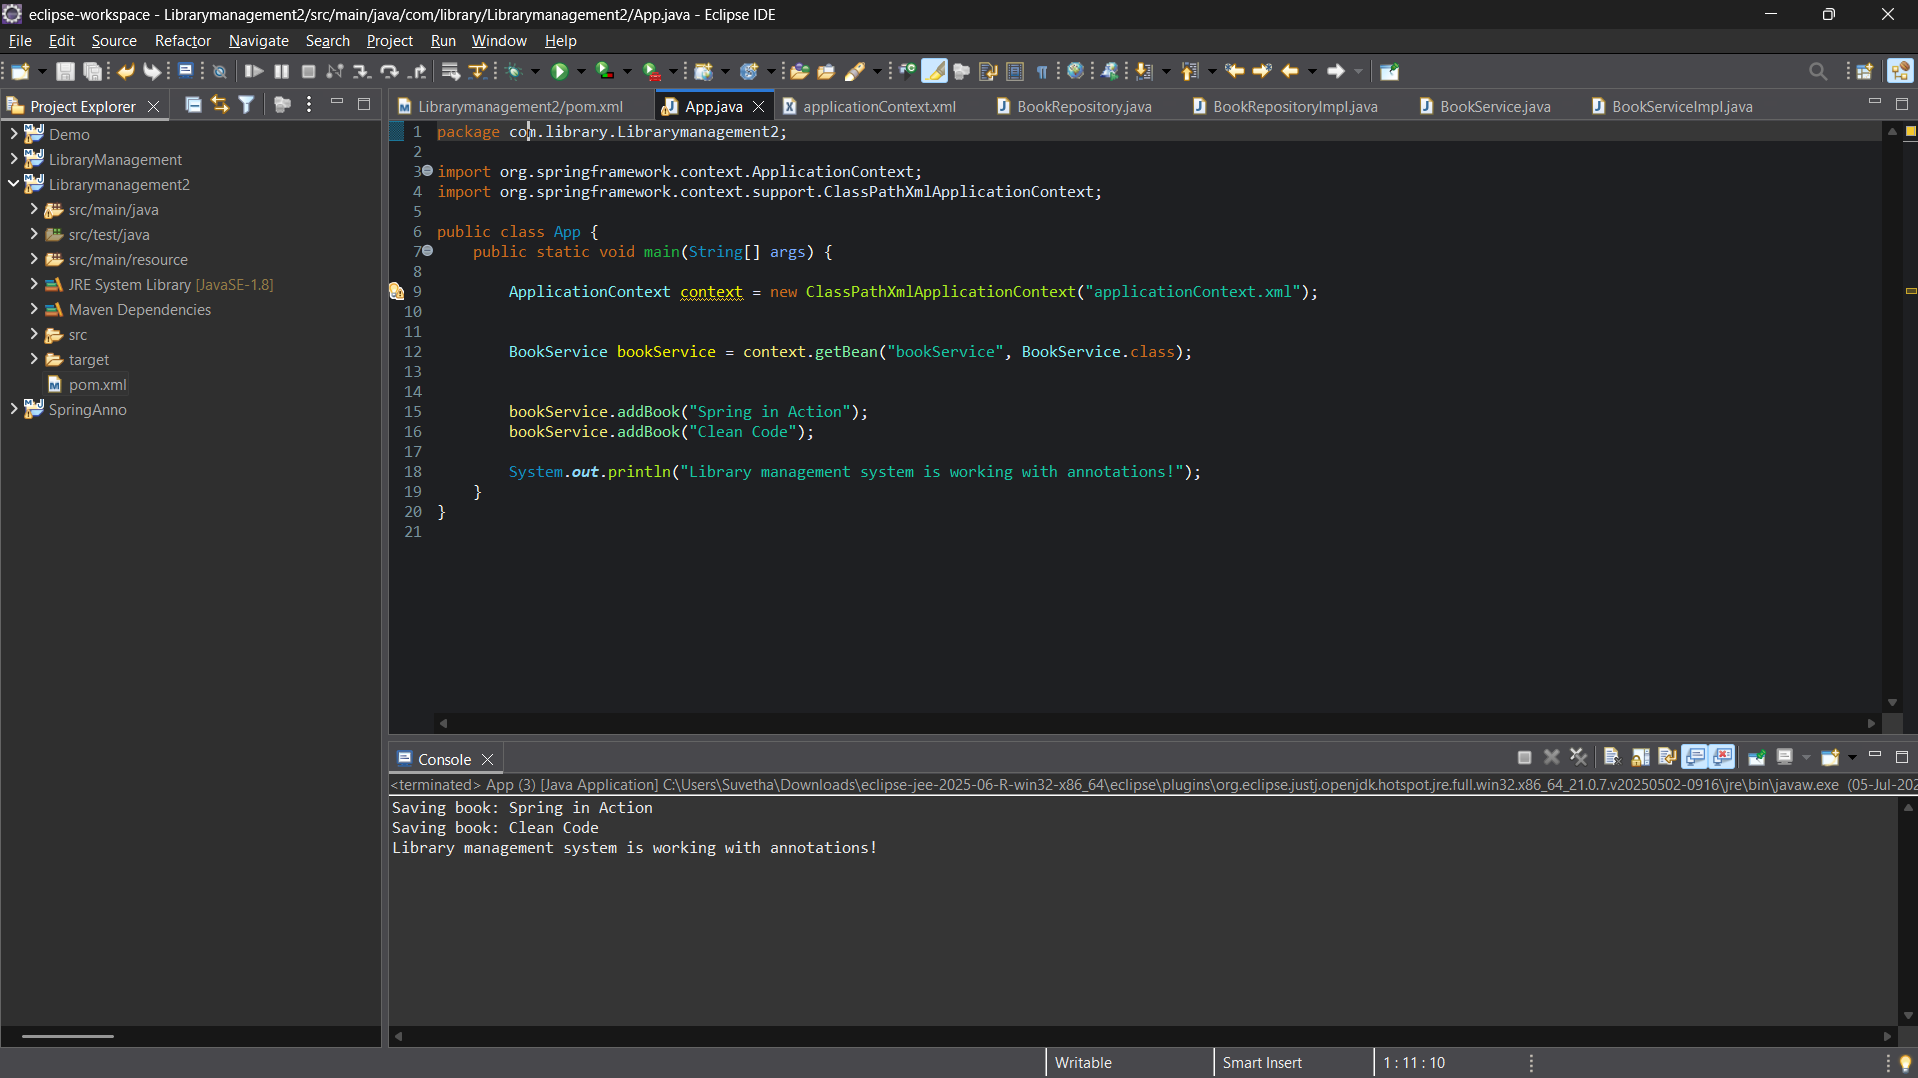 eclipse-workspace - Librarymanagement2/src/main/java/com/library/Librarymanagement2/App.java - Eclipse IDE
File Edit Source Refactor Navigate Search Project Run Window Help
Project Explorer
Demo
LibraryManagement
Librarymanagement2
src/main/java
src/test/java
src/main/resource
JRE System Library [JavaSE-1.8]
Maven Dependencies
src
target
pom.xml
SpringAnno
Librarymanagement2/pom.xml App.java applicationContext.xml BookRepository.java BookRepositoryImpl.java BookService.java BookServiceImpl.java
1 package com.library.Librarymanagement2;
2
3 import org.springframework.context.ApplicationContext;
4 import org.springframework.context.support.ClassPathXmlApplicationContext;
5
6 public class App {
7 public static void main(String[] args) {
8
9 ApplicationContext context = new ClassPathXmlApplicationContext("applicationContext.xml");
10
11
12 BookService bookService = context.getBean("bookService", BookService.class);
13
14
15 bookService.addBook("Spring in Action");
16 bookService.addBook("Clean Code");
17
18 System.out.println("Library management system is working with annotations!");
19 }
20 }
21
Console
<terminated> App (3) [Java Application] C:\Users\Suvetha\Downloads\eclipse-jee-2025-06-R-win32-x86_64\eclipse\plugins\org.eclipse.justj.openjdk.hotspot.jre.full.win32.x86_64_21.0.7.v20250502-0916\jre\bin\javaw.exe (05-Jul-202
Saving book: Spring in Action
Saving book: Clean Code
Library management system is working with annotations!
Writable Smart Insert 1 : 11 : 10